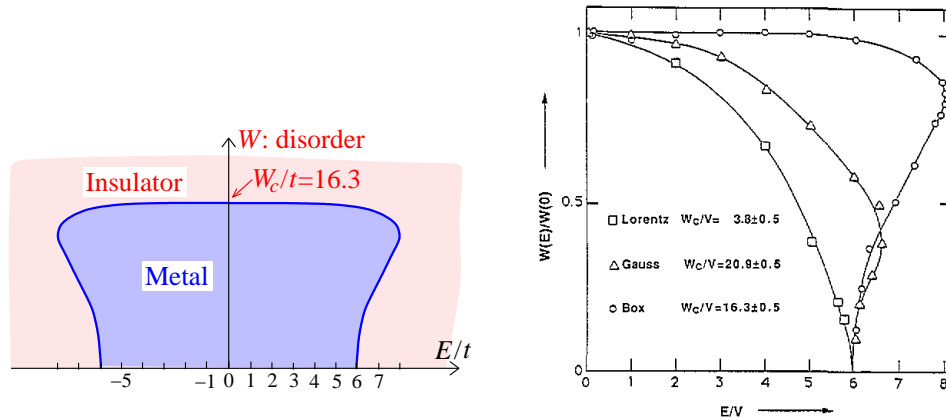 W: disorder
Insulator
W_c/t=16.3
Metal
E/t
−5 −1 0 1 2 3 4 5 6 7
W(E)/W(0)
1
0.5
0
□ Lorentz W_C/V= 3.8±0.5
△ Gauss W_C/V=20.9±0.5
○ Box W_C/V=16.3±0.5
0 1 2 3 4 5 6 7 8
E/V